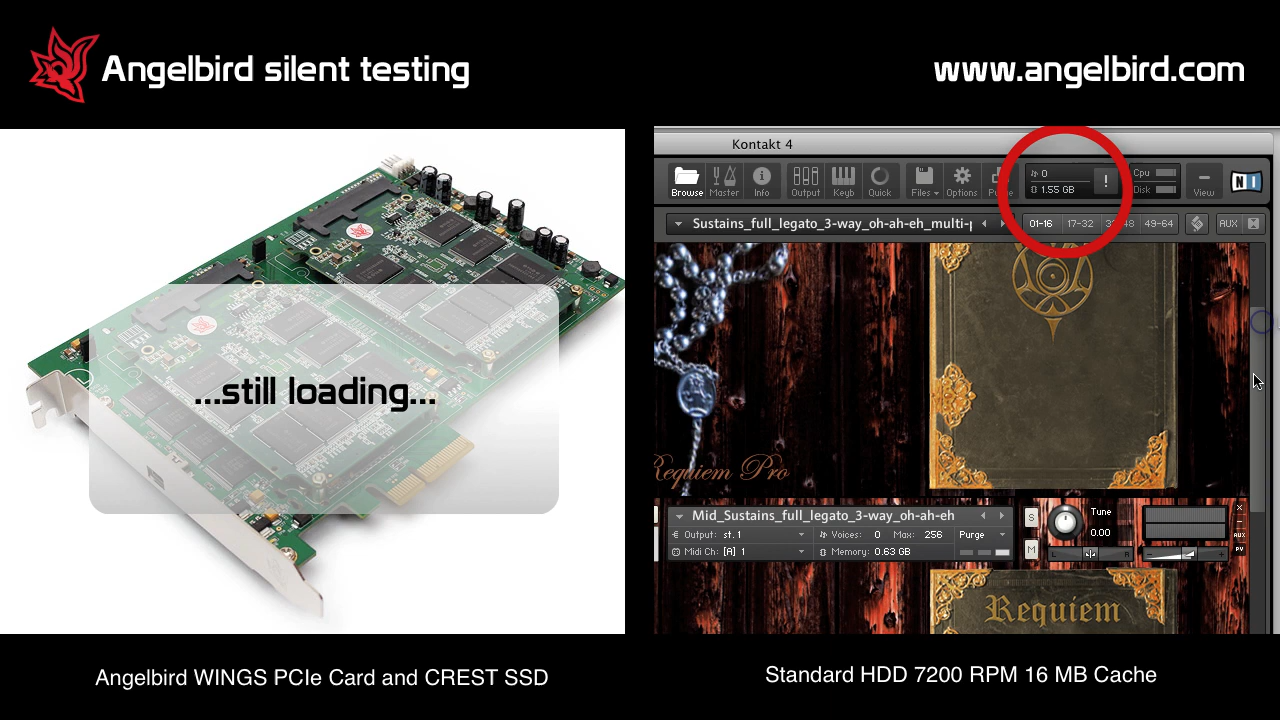 Angelbird silent testing
www.angelbird.com
Kontakt 4
Browse Master Info Output Keyb Quick Files Options
0
1.55 GB
!
Cpu
Disk
View
NI
Sustains_full_legato_3-way_oh-ah-eh_multi-
01-16 17-32 49-64 AUX
...still loading...
Requiem Pro
Mid_Sustains_full_legato_3-way_oh-ah-eh
Output: st. 1 Voices: 0 Max: 256 Purge
Midi Ch: [A] 1 Memory: 0.63 GB
S
M
Tune
0.00
L R
AUX
PV
Requiem
Angelbird WINGS PCIe Card and CREST SSD
Standard HDD 7200 RPM 16 MB Cache